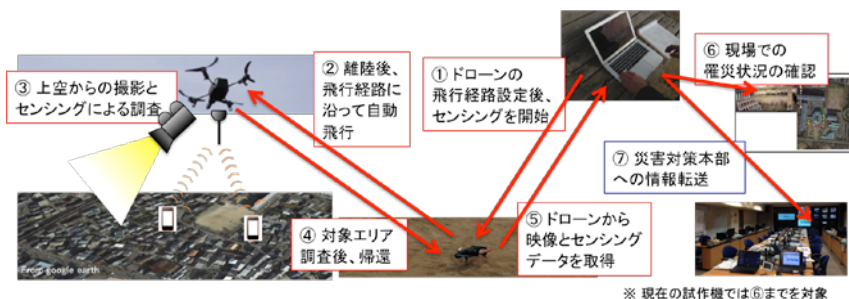 ① ドローンの
飛行経路設定後、
センシングを開始
② 離陸後、
飛行経路に
沿って自動
飛行
③ 上空からの撮影と
センシングによる調査
④ 対象エリア
調査後、帰還
⑤ ドローンから
映像とセンシング
データを取得
⑥ 現場での
罹災状況の確認
⑦ 災害対策本部
への情報転送
From google earth
※ 現在の試作機では⑥までを対象